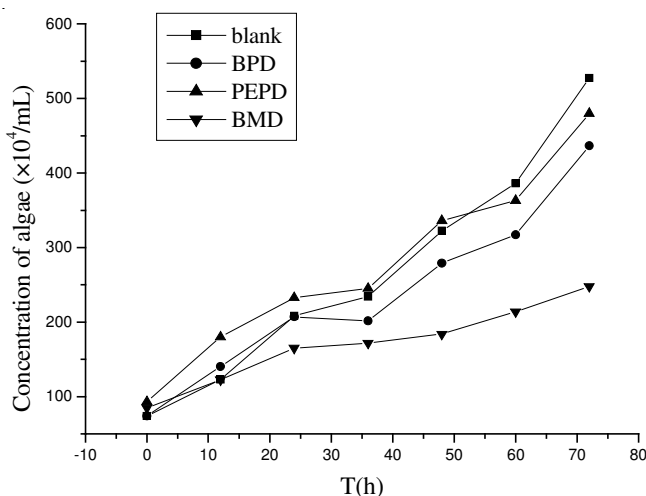 600
500
400
300
200
100
-10 0 10 20 30 40 50 60 70 80
T(h)
Concentration of algae (×10⁴/mL)
blank
BPD
PEPD
BMD